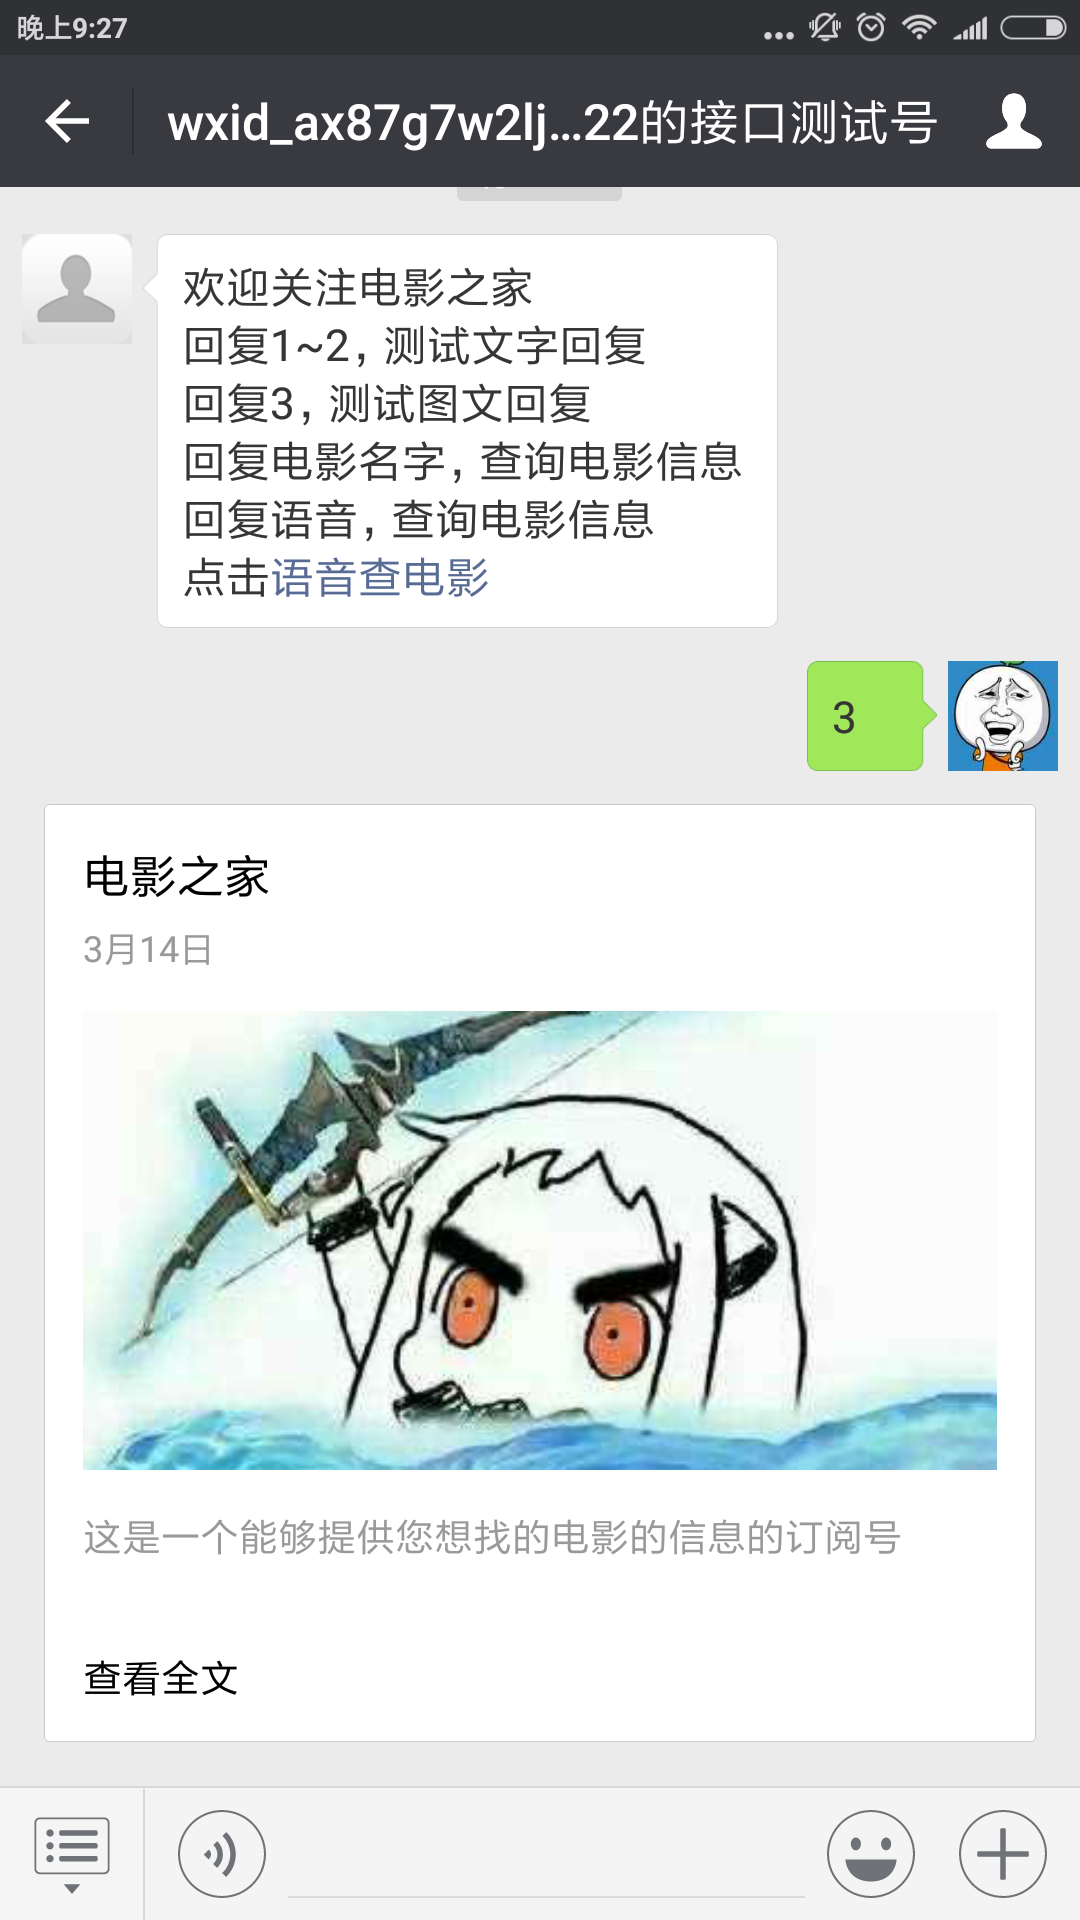 晚上9:27
wxid_ax87g7w2lj...22的接口测试号
欢迎关注电影之家
回复1~2, 测试文字回复
回复3, 测试图文回复
回复电影名字, 查询电影信息
回复语音, 查询电影信息
点击语音查电影
3
电影之家
3月14日
这是一个能够提供您想找的电影的信息的订阅号
查看全文